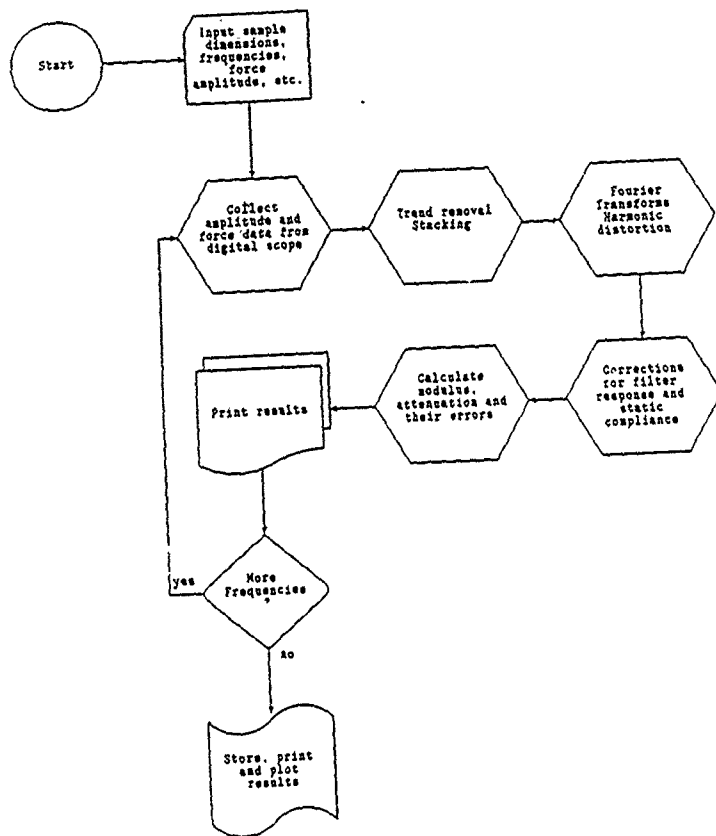 Start
Input sample
dimensions,
frequencies,
force
amplitude, etc.
Collect
amplitude and
force data from
digital scope
Trend removal
Stacking
Fourier
Transforms
Harmonic
distortion
Corrections
for filter
response and
static
compliance
Calculate
modulus,
attenuation and
their errors
Print results
More
Frequencies
?
yes
no
Store, print
and plot
results